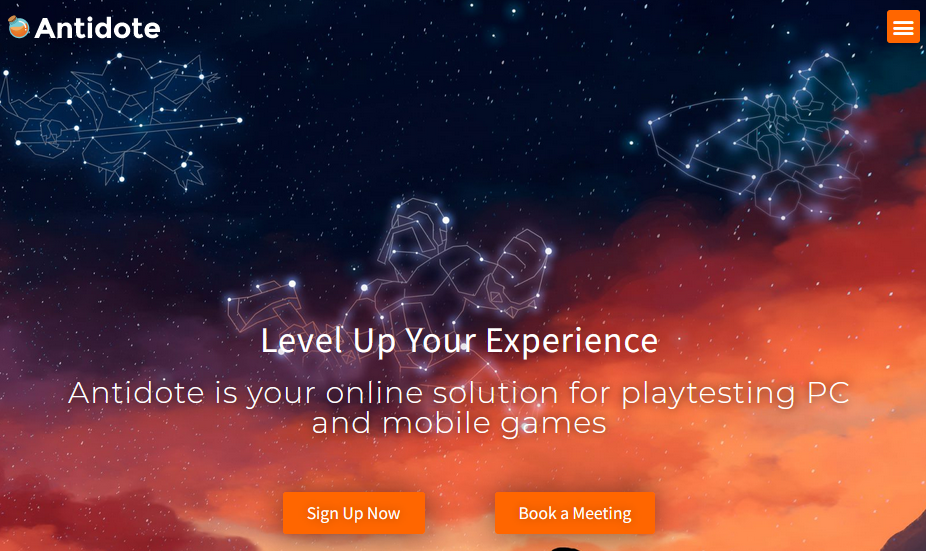 Antidote
Level Up Your Experience
Antidote is your online solution for playtesting PC
and mobile games
Sign Up Now
Book a Meeting